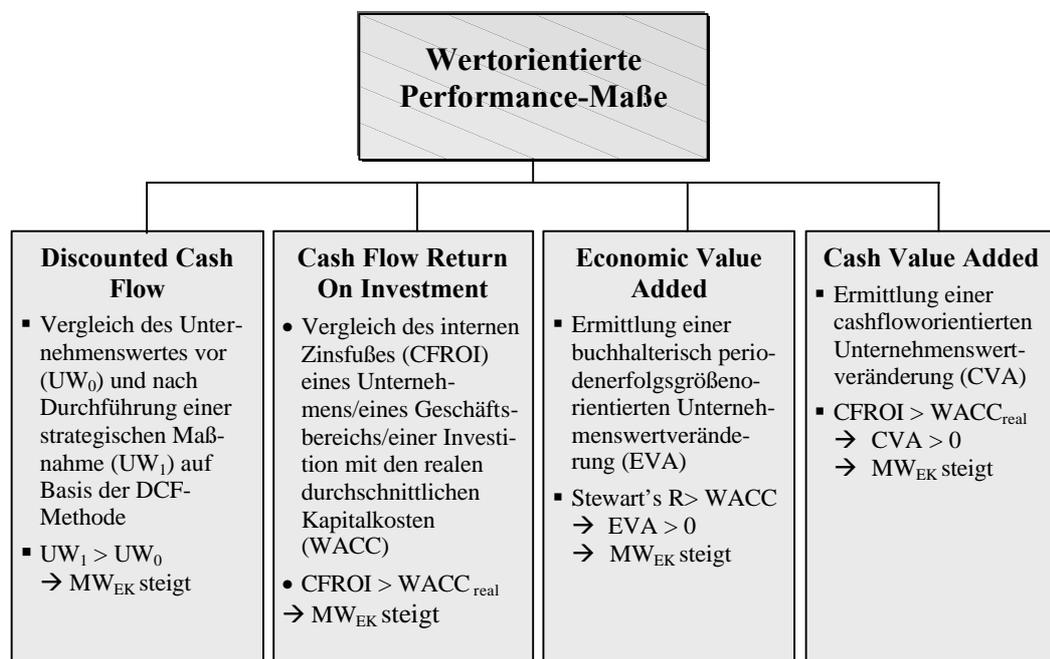 Wertorientierte
Performance-Maße
Discounted Cash
Flow
▪ Vergleich des Unter-
nehmenswertes vor
(UW₀) und nach
Durchführung einer
strategischen Maß-
nahme (UW₁) auf
Basis der DCF-
Methode
▪ UW₁ > UW₀
→ MW_EK steigt
Cash Flow Return
On Investment
• Vergleich des internen
Zinsfußes (CFROI)
eines Unterneh-
mens/eines Geschäfts-
bereichs/einer Investi-
tion mit den realen
durchschnittlichen
Kapitalkosten
(WACC)
• CFROI > WACC real
→ MW_EK steigt
Economic Value
Added
▪ Ermittlung einer
buchhalterisch perio-
denerfolgsgrößeno-
rientierten Unterneh-
menswertverände-
rung (EVA)
▪ Stewart's R> WACC
→ EVA > 0
→ MW_EK steigt
Cash Value Added
▪ Ermittlung einer
cashfloworientierten
Unternehmenswert-
veränderung (CVA)
▪ CFROI > WACC_real
→ CVA > 0
→ MW_EK steigt